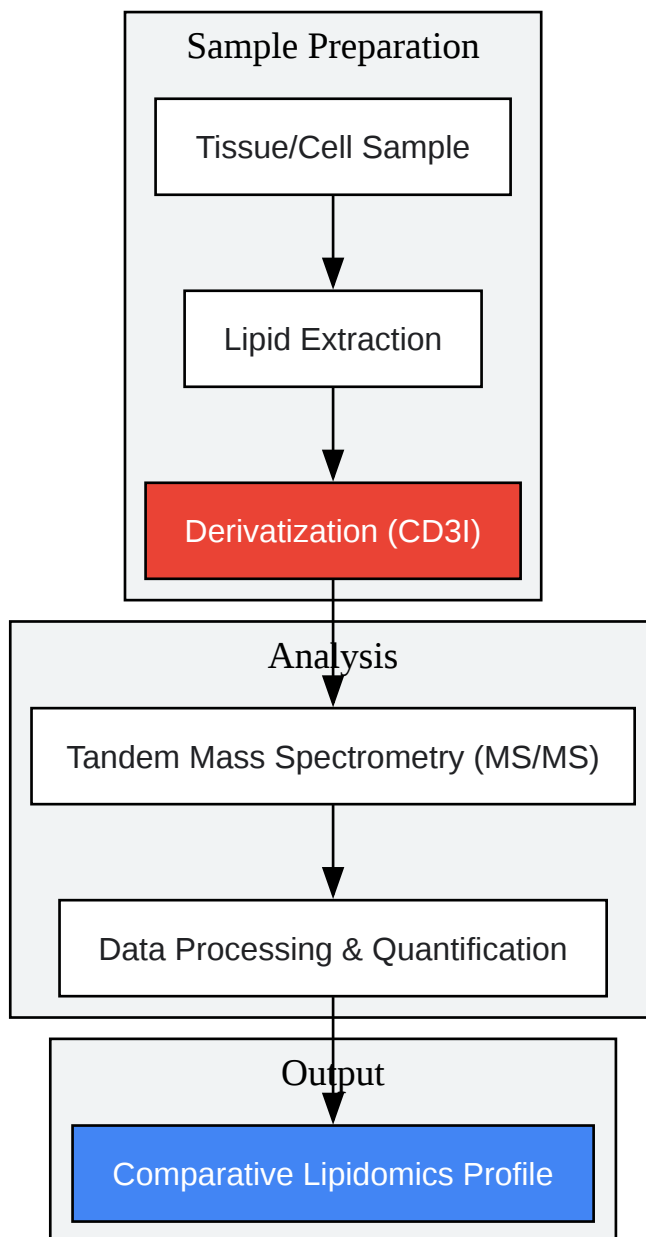 Sample Preparation
Tissue/Cell Sample
Lipid Extraction
Derivatization (CD3I)
Analysis
Tandem Mass Spectrometry (MS/MS)
Data Processing & Quantification
Output
Comparative Lipidomics Profile